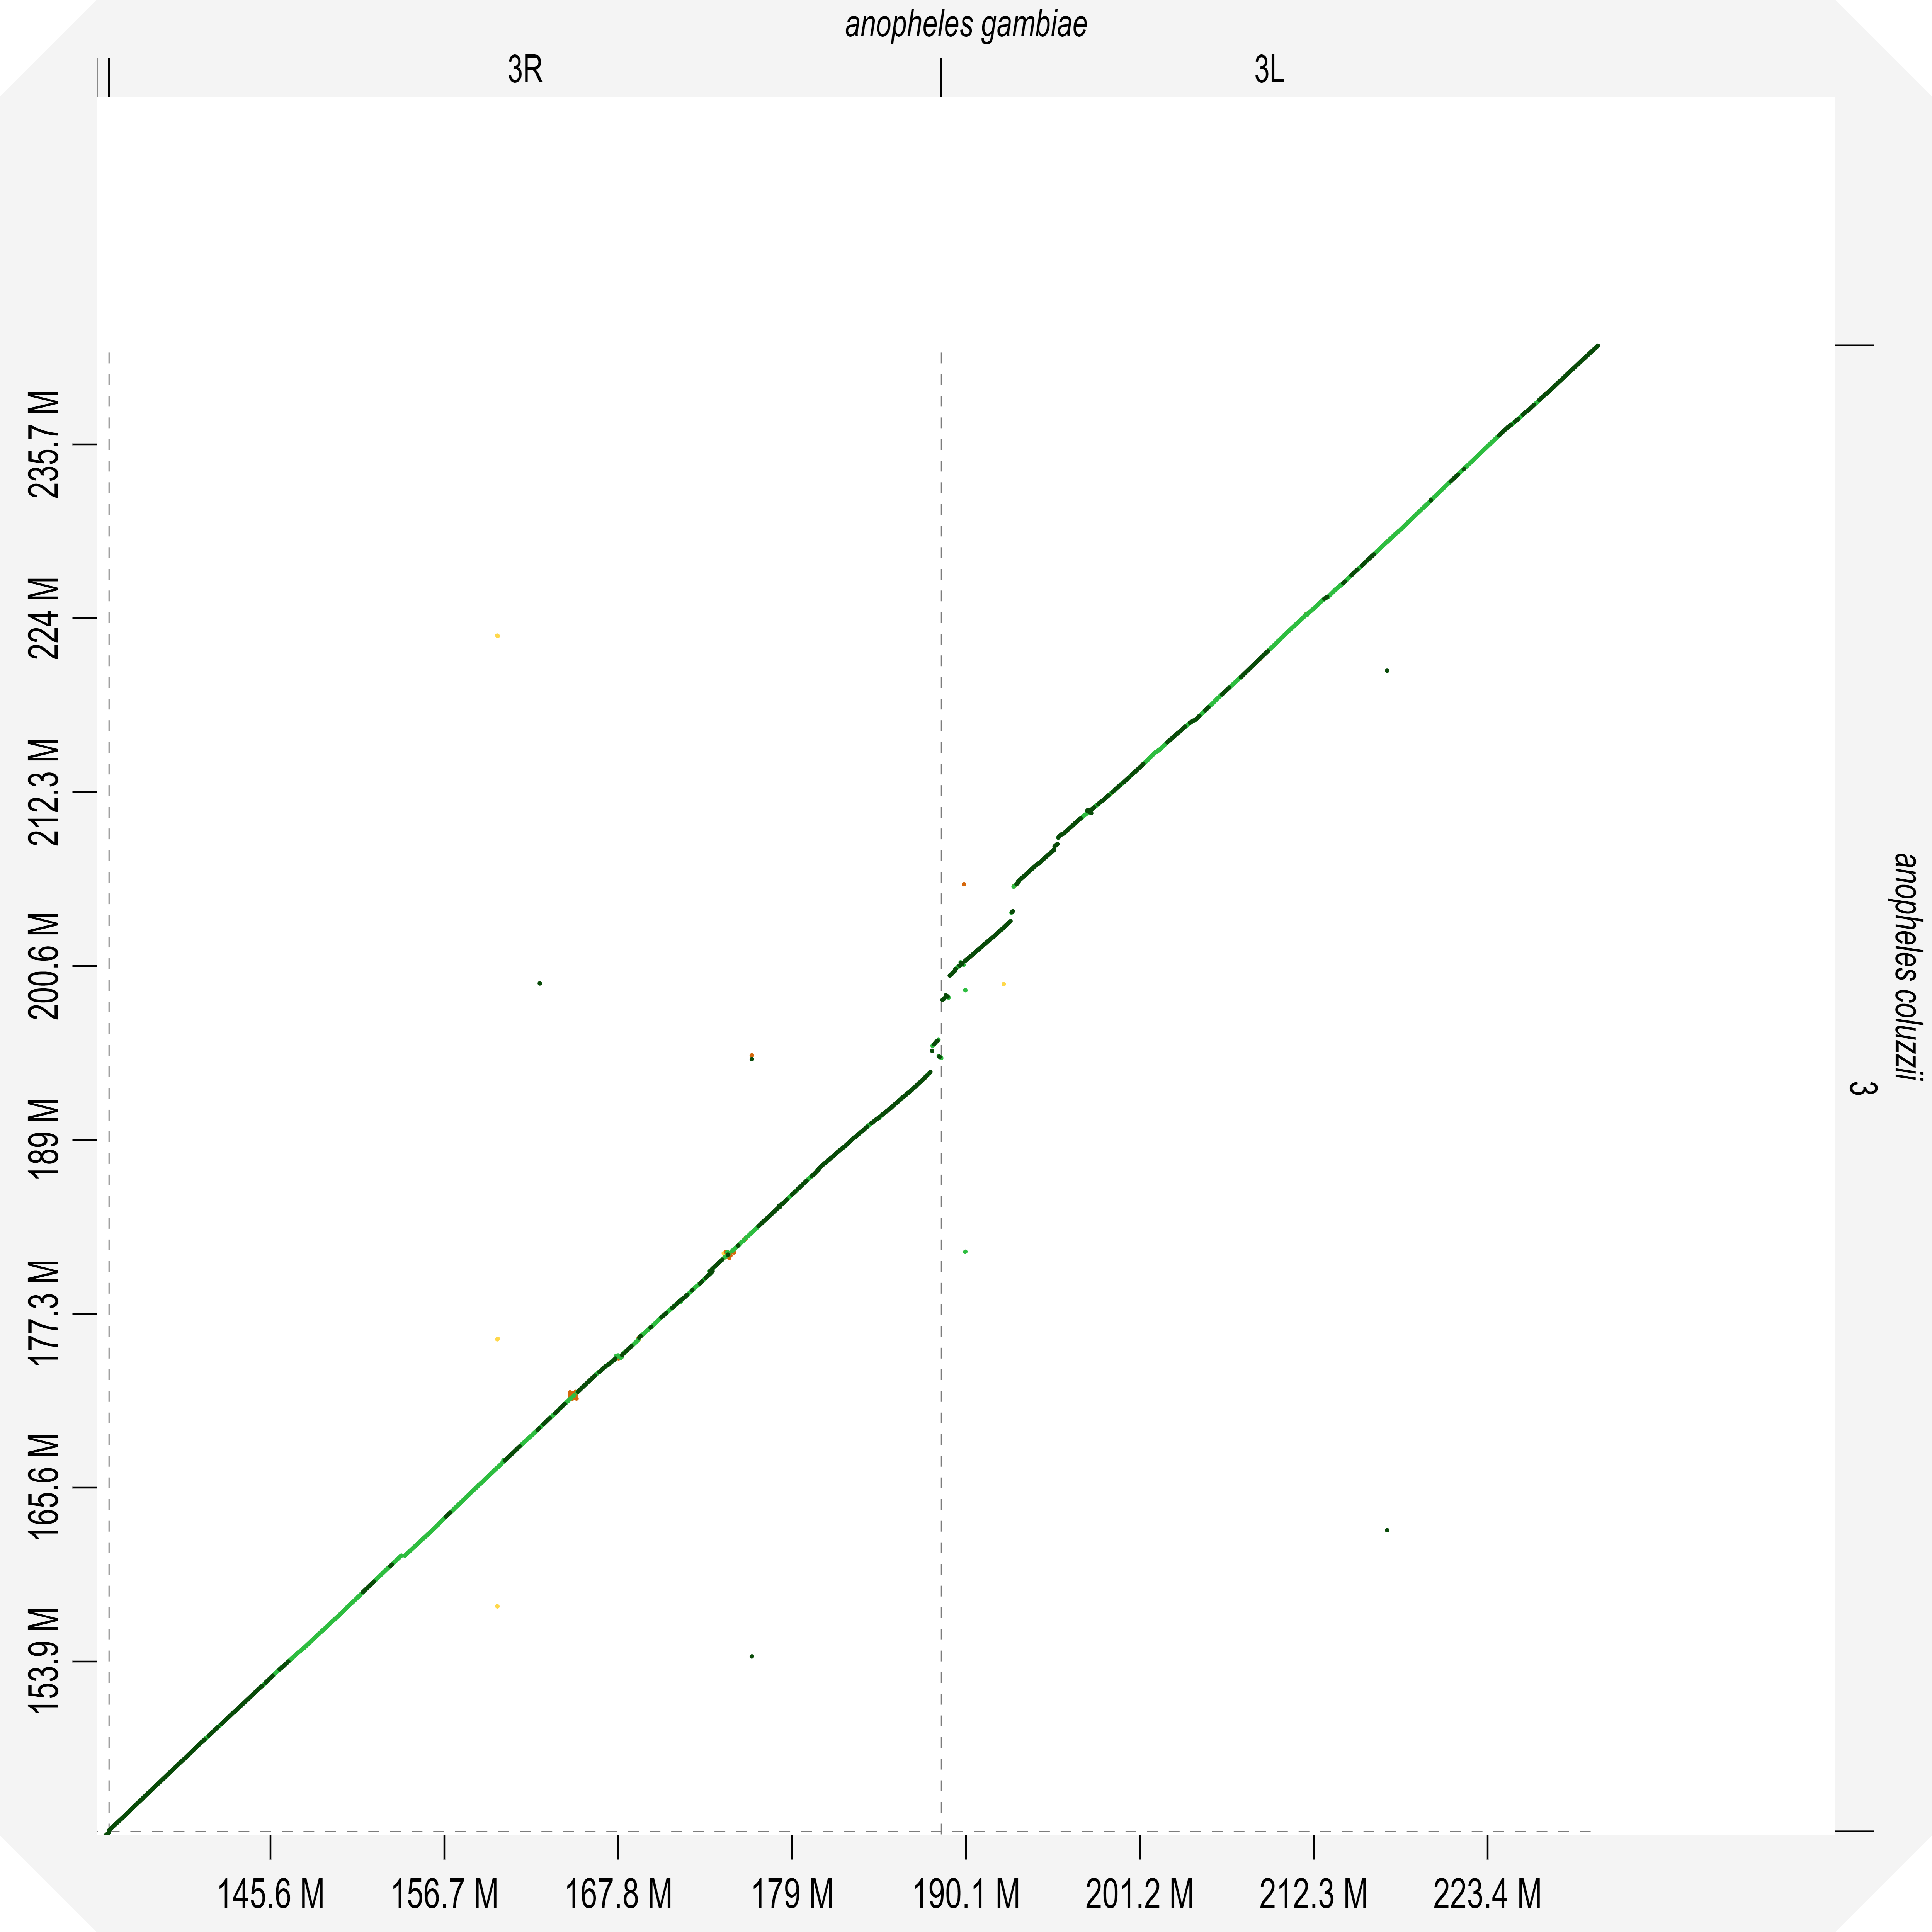 anopheles gambiae
3R
3L
235.7 M
224 M
212.3 M
200.6 M
189 M
177.3 M
165.6 M
153.9 M
anopheles coluzzii
3
145.6 M
156.7 M
167.8 M
179 M
190.1 M
201.2 M
212.3 M
223.4 M